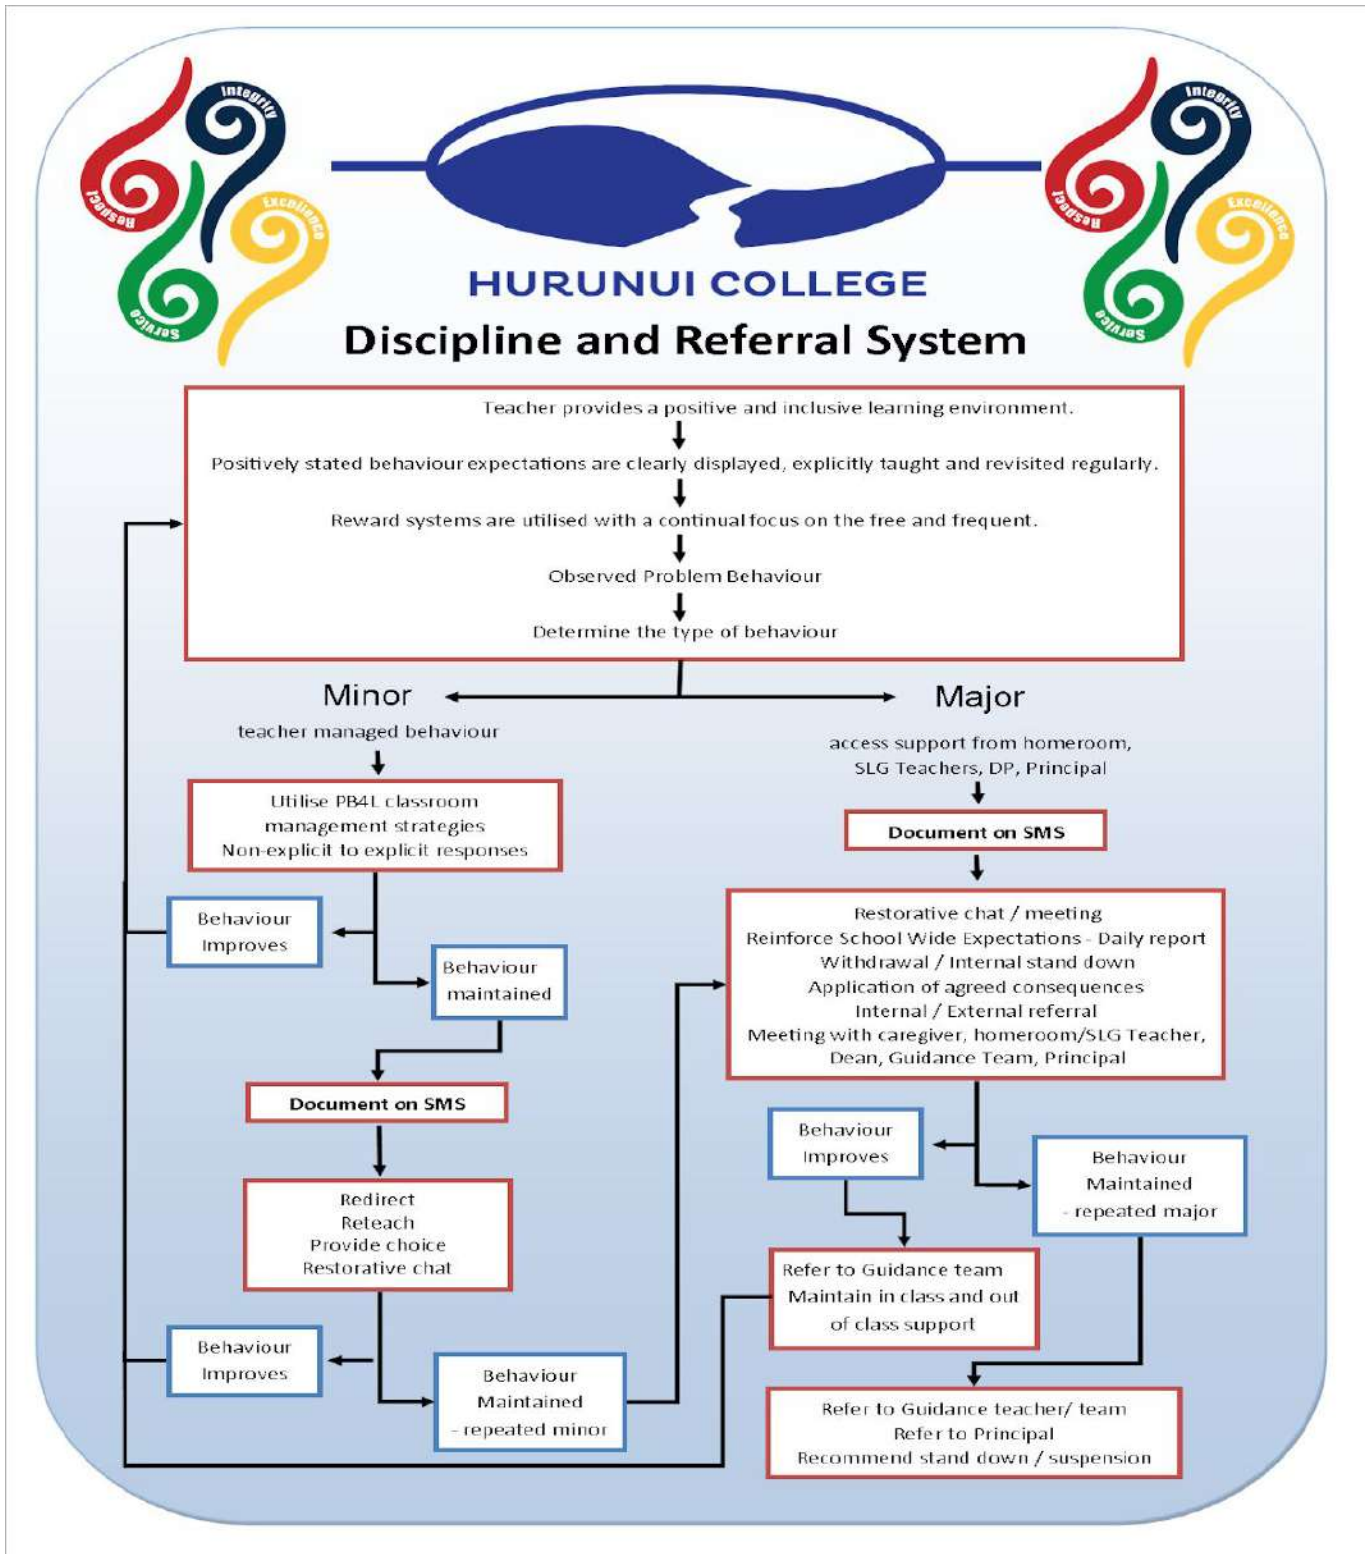 Integrity
Respect
Excellence
Service
Integrity
Respect
Excellence
Service
HURUNUI COLLEGE
Discipline and Referral System
Teacher provides a positive and inclusive learning environment.
Positively stated behaviour expectations are clearly displayed, explicitly taught and revisited regularly.
Reward systems are utilised with a continual focus on the free and frequent.
Observed Problem Behaviour
Determine the type of behaviour
Minor
teacher managed behaviour
Utilise PB4L classroom
management strategies
Non-explicit to explicit responses
Behaviour
Improves
Behaviour
maintained
Document on SMS
Redirect
Reteach
Provide choice
Restorative chat
Behaviour
Improves
Behaviour
Maintained
- repeated minor
Major
access support from homeroom,
SLG Teachers, DP, Principal
Document on SMS
Restorative chat / meeting
Reinforce School Wide Expectations - Daily report
Withdrawal / Internal stand down
Application of agreed consequences
Internal / External referral
Meeting with caregiver, homeroom/SLG Teacher,
Dean, Guidance Team, Principal
Behaviour
Improves
Behaviour
Maintained
- repeated major
Refer to Guidance team
Maintain in class and out
of class support
Refer to Guidance teacher/ team
Refer to Principal
Recommend stand down / suspension